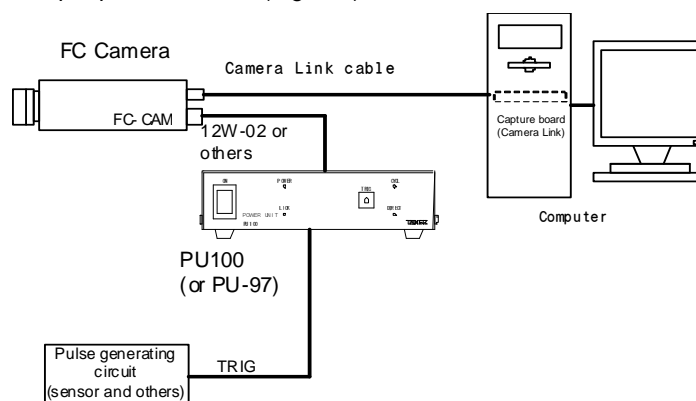 FC Camera
Camera Link cable
FC-CAM
12W-02 or
others
Capture board
(Camera Link)
Computer
POWER
TRIG
POWER UNIT
PU100
PU100
(or PU-97)
Pulse generating
circuit
(sensor and others)
TRIG